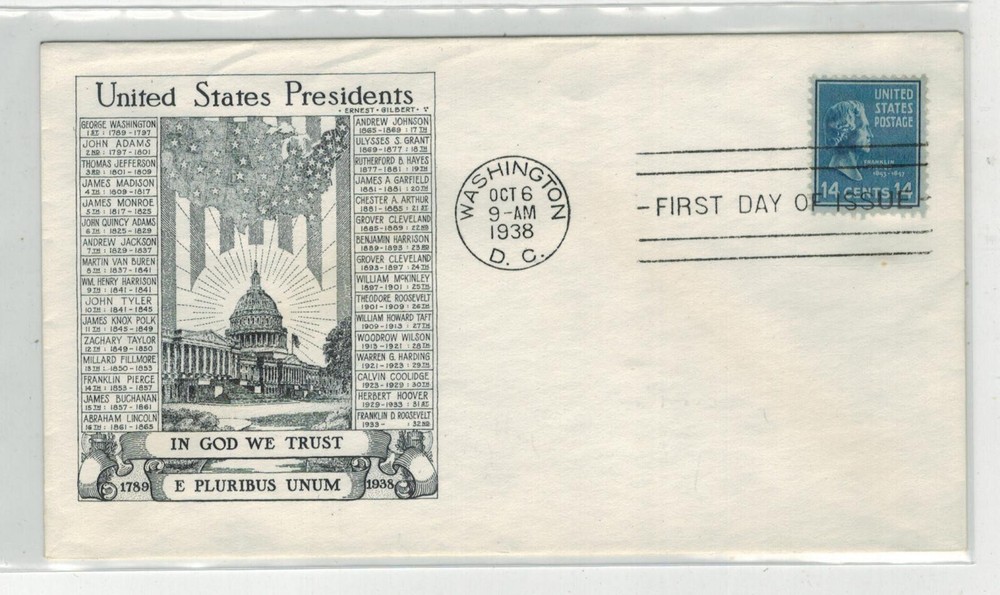 United States Presidents
· ERNEST · GILBERT ·
GEORGE WASHINGTON
1ST : 1789-1797
JOHN ADAMS
2ND : 1797-1801
THOMAS JEFFERSON
3RD : 1801-1809
JAMES MADISON
4TH : 1809-1817
JAMES MONROE
5TH : 1817-1825
JOHN QUINCY ADAMS
6TH : 1825-1829
ANDREW JACKSON
7TH : 1829-1837
MARTIN VAN BUREN
8TH : 1837-1841
WM. HENRY HARRISON
9TH : 1841-1841
JOHN TYLER
10TH : 1841-1845
JAMES KNOX POLK
11TH : 1845-1849
ZACHARY TAYLOR
12TH : 1849-1850
MILLARD FILLMORE
13TH : 1850-1853
FRANKLIN PIERCE
14TH : 1853-1857
JAMES BUCHANAN
15TH : 1857-1861
ABRAHAM LINCOLN
16TH : 1861-1865
ANDREW JOHNSON
1865-1869 : 17TH
ULYSSES S. GRANT
1869-1877 : 18TH
RUTHERFORD B. HAYES
1877-1881 : 19TH
JAMES A GARFIELD
1881-1881 : 20TH
CHESTER A. ARTHUR
1881-1885 : 21ST
GROVER CLEVELAND
1885-1889 : 22ND
BENJAMIN HARRISON
1889-1893 : 23RD
GROVER CLEVELAND
1893-1897 : 24TH
WILLIAM McKINLEY
1897-1901 : 25TH
THEODORE ROOSEVELT
1901-1909 : 26TH
WILLIAM HOWARD TAFT
1909-1913 : 27TH
WOODROW WILSON
1913-1921 : 28TH
WARREN G. HARDING
1921-1923 : 29TH
CALVIN COOLIDGE
1923-1929 : 30TH
HERBERT HOOVER
1929-1933 : 31ST
FRANKLIN D. ROOSEVELT
1933- : 32ND
IN GOD WE TRUST
1789 E PLURIBUS UNUM 1938
WASHINGTON
OCT 6
9-AM
1938
D. C.
FIRST DAY OF ISSUE
UNITED
STATES
POSTAGE
FRANKLIN
14 CENTS 14